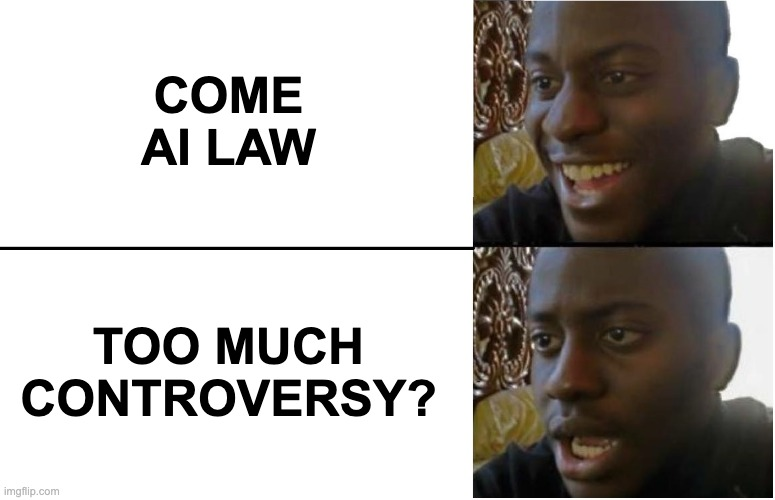 COME
AI LAW
TOO MUCH
CONTROVERSY?
imgflip.com